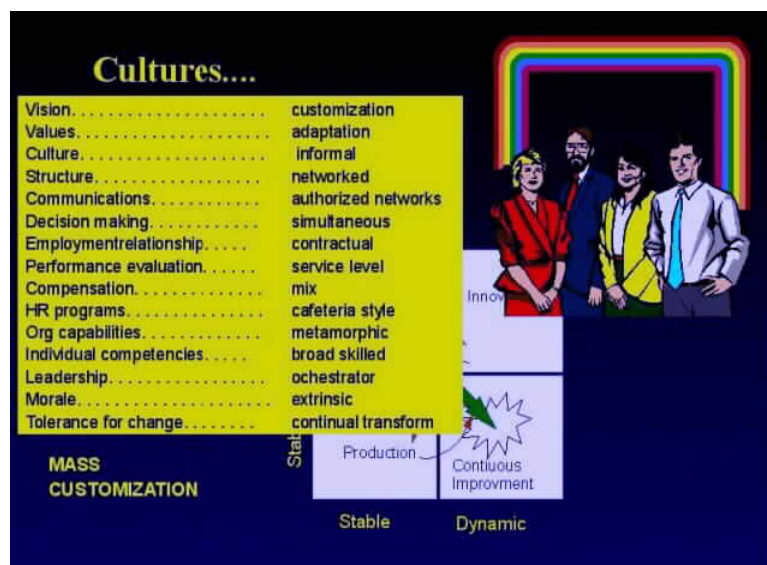 Cultures....
Vision. . . . . . . . . . . . . . . . . . . . . customization
Values. . . . . . . . . . . . . . . . . . . . . adaptation
Culture. . . . . . . . . . . . . . . . . . . . informal
Structure. . . . . . . . . . . . . . . . . . networked
Communications. . . . . . . . . . . . authorized networks
Decision making. . . . . . . . . . . . simultaneous
Employmentrelationship. . . . . contractual
Performance evaluation. . . . . . service level
Compensation. . . . . . . . . . . . . . mix
HR programs. . . . . . . . . . . . . . . cafeteria style
Org capabilities. . . . . . . . . . . . . metamorphic
Individual competencies. . . . . broad skilled
Leadership. . . . . . . . . . . . . . . . . ochestrator
Morale. . . . . . . . . . . . . . . . . . . . . extrinsic
Tolerance for change. . . . . . . . continual transform
MASS
CUSTOMIZATION
Production
Contiuous
Improvment
Stable
Dynamic